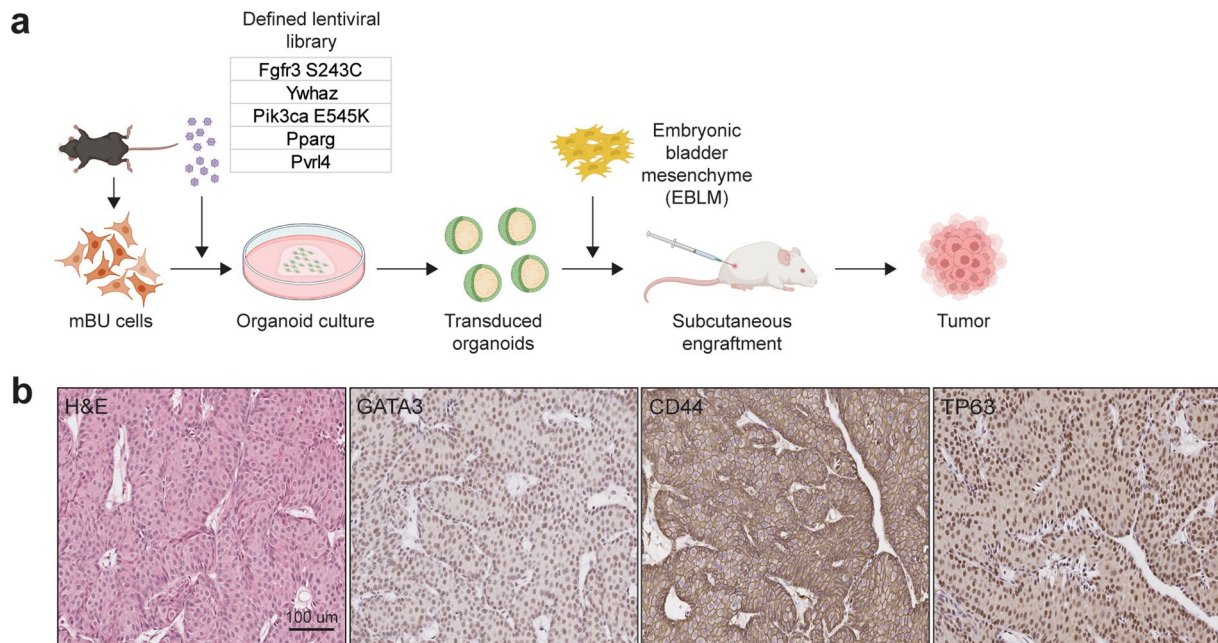 a
Defined lentiviral
library
Fgfr3 S243C
Ywhaz
Pik3ca E545K
Pparg
Pvrl4
Embryonic
bladder
mesenchyme
(EBLM)
mBU cells
Organoid culture
Transduced
organoids
Subcutaneous
engraftment
Tumor
b
H&E
GATA3
CD44
TP63
100 um